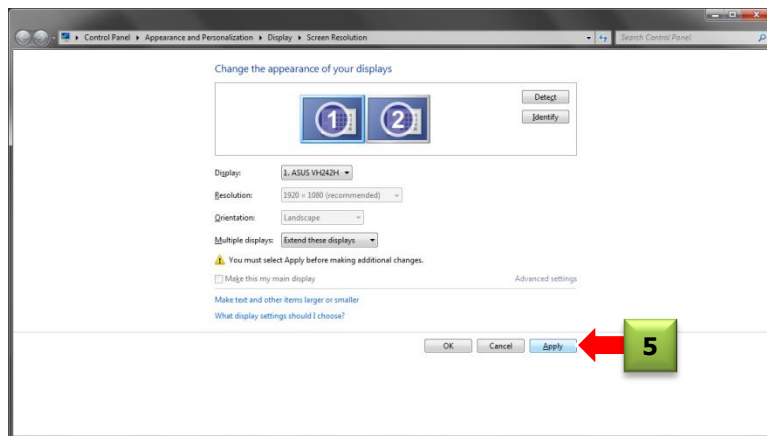 Control Panel ▸ Appearance and Personalization ▸ Display ▸ Screen Resolution
Search Control Panel
Change the appearance of your displays
1 2
Detect
Identify
Display: 1. ASUS VH242H
Resolution: 1920 × 1080 (recommended)
Orientation: Landscape
Multiple displays: Extend these displays
You must select Apply before making additional changes.
Make this my main display
Advanced settings
Make text and other items larger or smaller
What display settings should I choose?
OK Cancel Apply
5